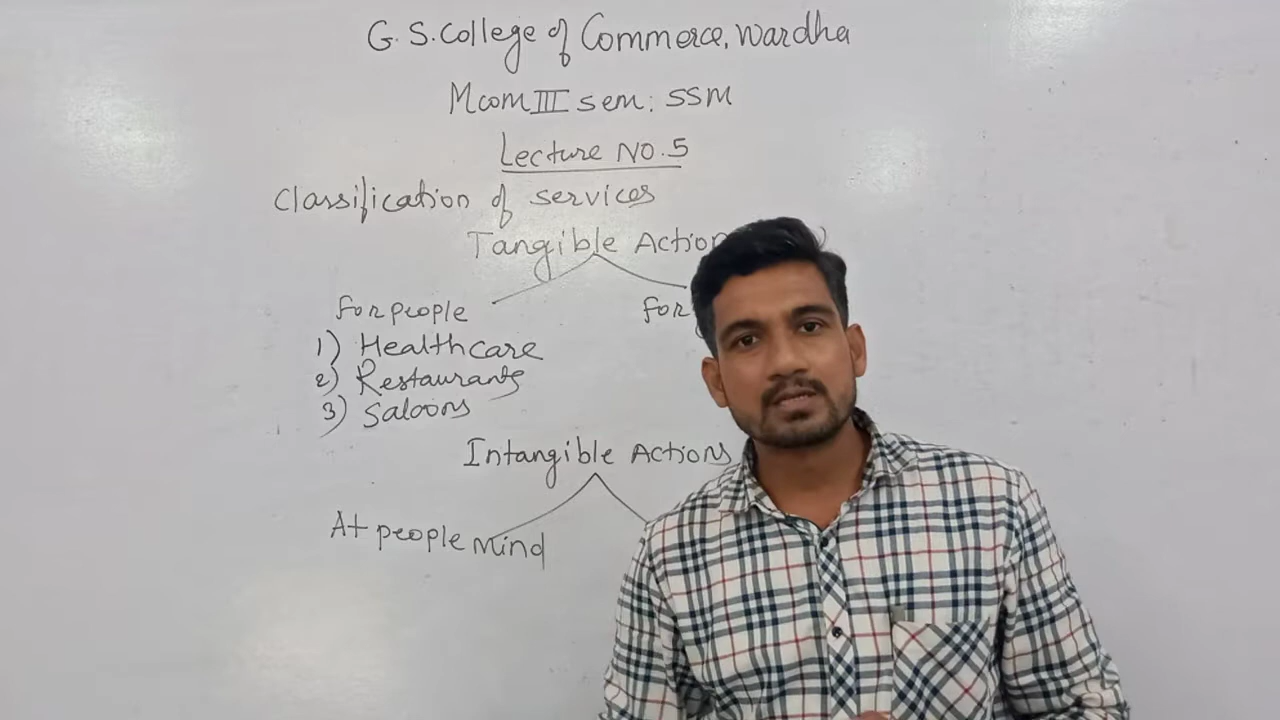 G. S. College of Commerce, Wardha
Mcom III sem: SSM
Lecture No. 5
Classification of services
Tangible Action
For people
For
1) Healthcare
2) Restaurants
3) Saloons
Intangible Actions
At people Mind